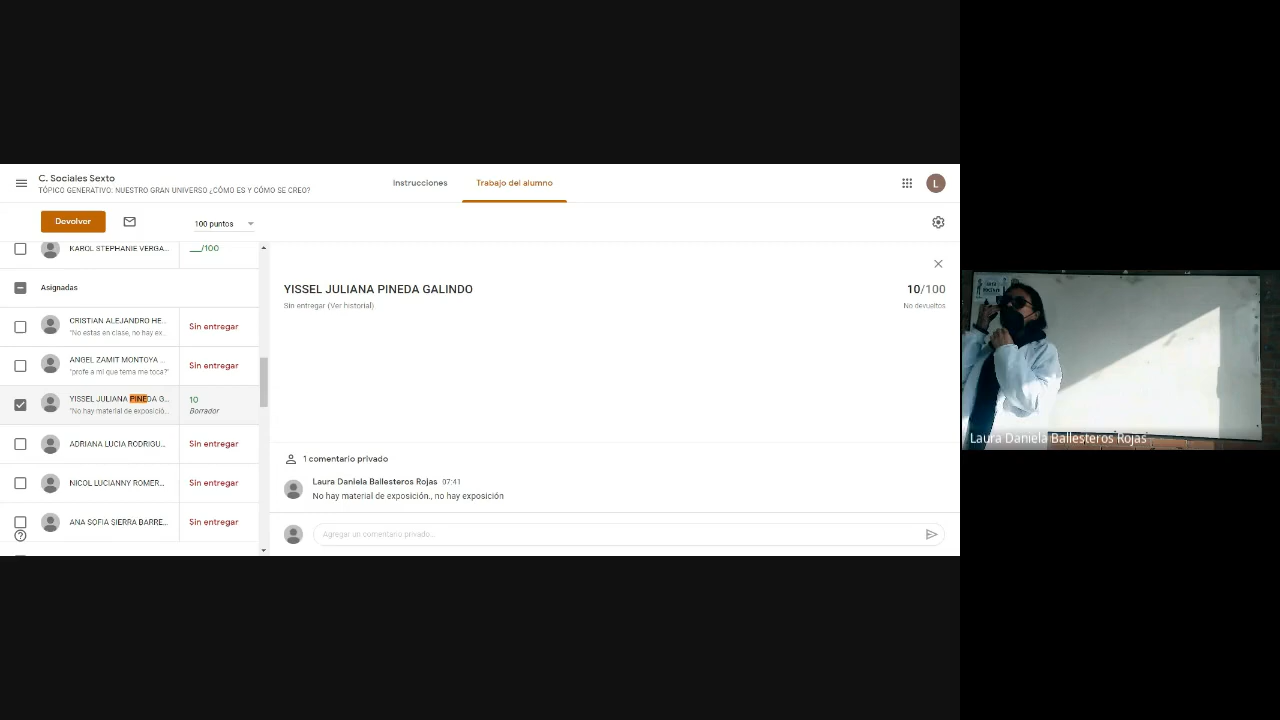 C. Sociales Sexto
TÓPICO GENERATIVO: NUESTRO GRAN UNIVERSO ¿CÓMO ES Y CÓMO SE CREO?
Instrucciones
Trabajo del alumno
L
Devolver
100 puntos
KAROL STEPHANIE VERGA...
__/100
Asignadas
CRISTIAN ALEJANDRO HE...
"No estas en clase, no hay ex...
Sin entregar
ANGEL ZAMIT MONTOYA ...
"profe a mi que tema me toca?"
Sin entregar
YISSEL JULIANA PINEDA G...
"No hay material de exposició...
10
Borrador
ADRIANA LUCIA RODRIGU...
Sin entregar
NICOL LUCIANNY ROMER...
Sin entregar
ANA SOFIA SIERRA BARRE...
Sin entregar
YISSEL JULIANA PINEDA GALINDO
Sin entregar (Ver historial)
10/100
No devueltos
1 comentario privado
Laura Daniela Ballesteros Rojas 07:41
No hay material de exposición., no hay exposición
Agregar un comentario privado...
Laura Daniela Ballesteros Rojas